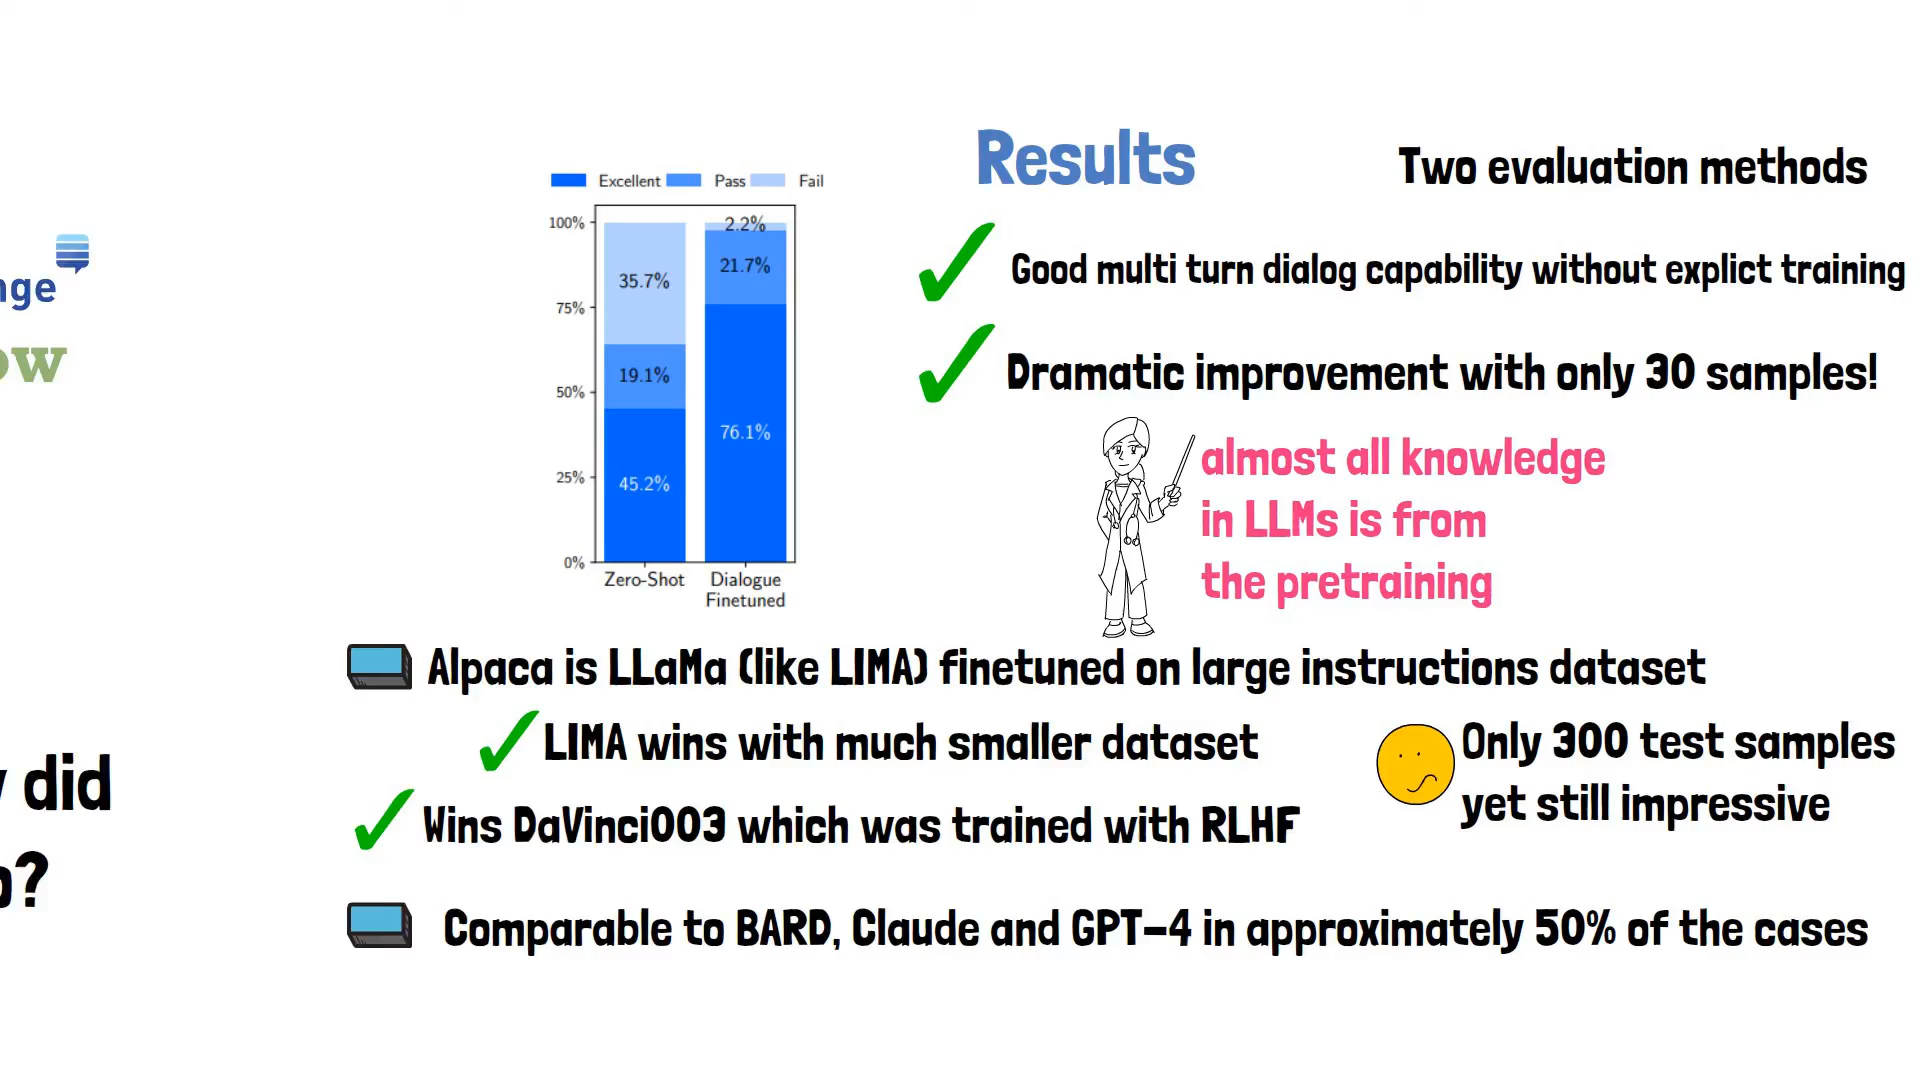 Results
Two evaluation methods
Excellent Pass Fail
100%
75%
50%
25%
0%
35.7%
19.1%
45.2%
2.2%
21.7%
76.1%
Zero-Shot
Dialogue
Finetuned
Good multi turn dialog capability without explict training
Dramatic improvement with only 30 samples!
almost all knowledge
in LLMs is from
the pretraining
Alpaca is LLaMa (like LIMA) finetuned on large instructions dataset
LIMA wins with much smaller dataset
Only 300 test samples
yet still impressive
Wins DaVinci003 which was trained with RLHF
Comparable to BARD, Claude and GPT-4 in approximately 50% of the cases
nge
ow
did
?